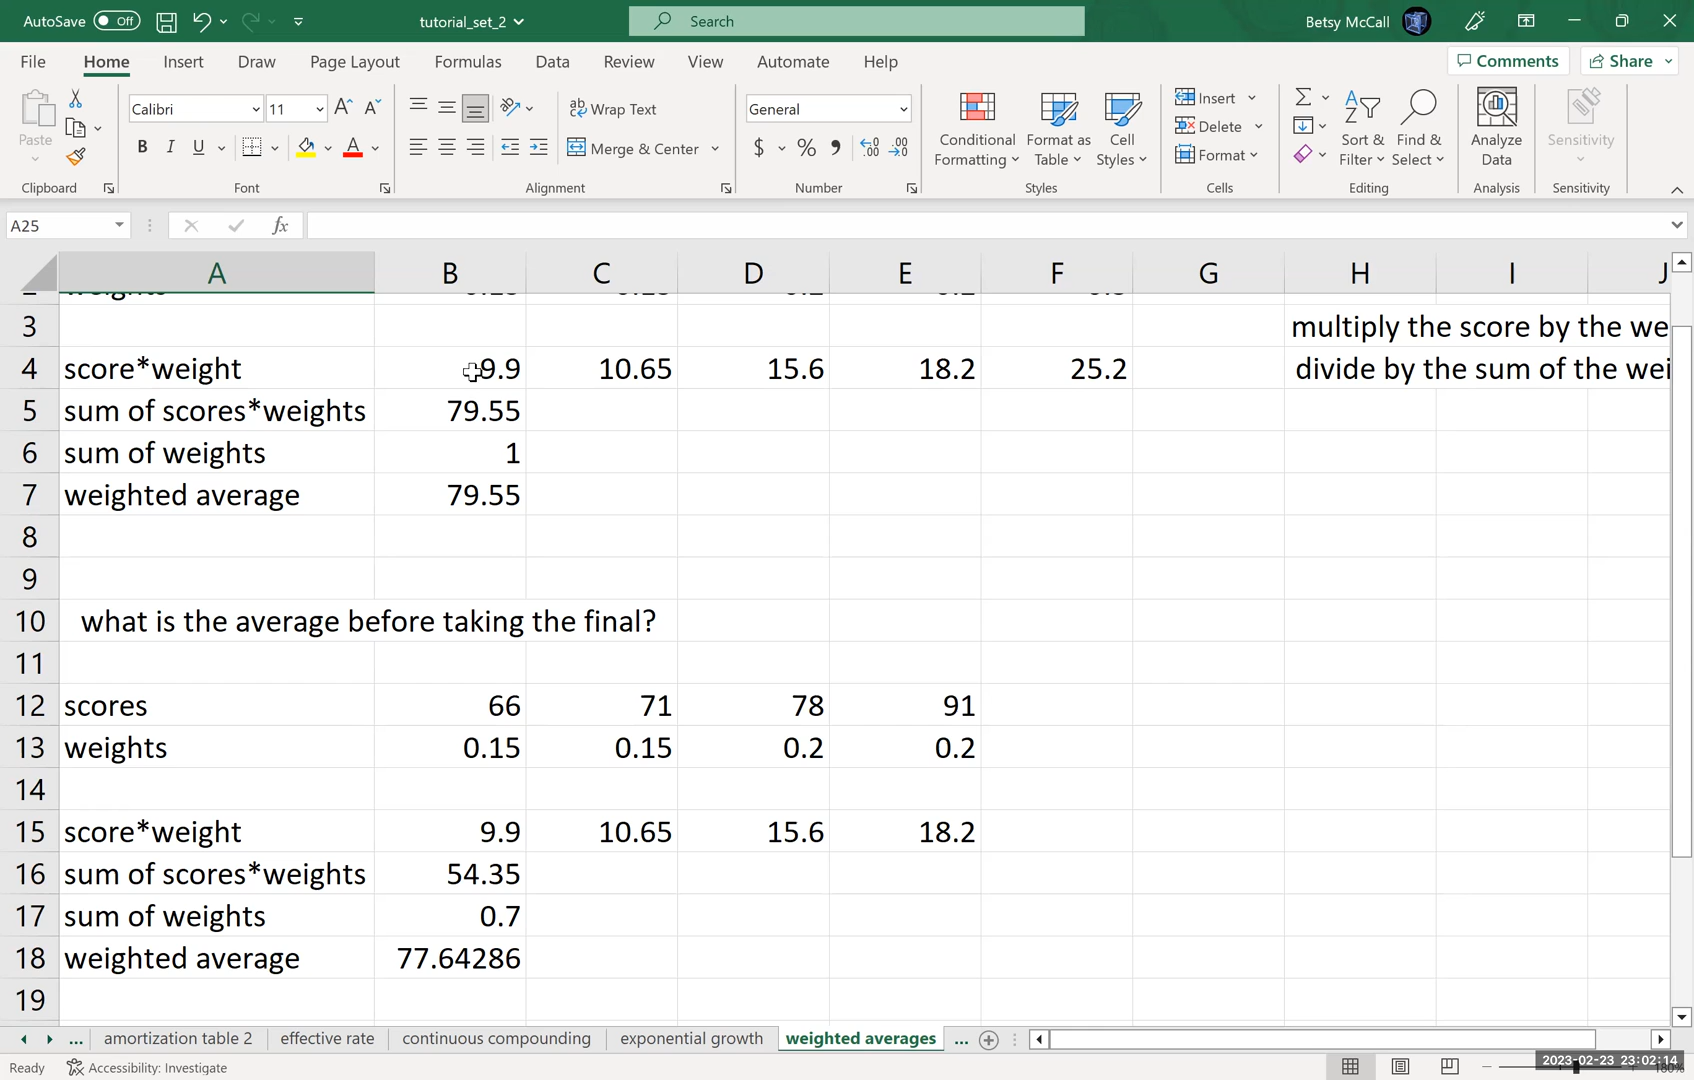 AutoSave Off tutorial_set_2 Search Betsy McCall
File Home Insert Draw Page Layout Formulas Data Review View Automate Help Comments Share
Paste Calibri 11 A A Wrap Text General Conditional Formatting Format as Table Cell Styles Insert Sort & Filter Find & Select Analyze Data Sensitivity
B I U A Merge & Center $ % Delete
Format
Clipboard Font Alignment Number Styles Cells Editing Analysis Sensitivity
A25 fx
A B C D E F G H I J
3 multiply the score by the we
4 score*weight 9.9 10.65 15.6 18.2 25.2 divide by the sum of the wei
5 sum of scores*weights 79.55
6 sum of weights 1
7 weighted average 79.55
8
9
10 what is the average before taking the final?
11
12 scores 66 71 78 91
13 weights 0.15 0.15 0.2 0.2
14
15 score*weight 9.9 10.65 15.6 18.2
16 sum of scores*weights 54.35
17 sum of weights 0.7
18 weighted average 77.64286
19
... amortization table 2 effective rate continuous compounding exponential growth weighted averages ...
Ready Accessibility: Investigate 2023-02-23 23:02:14